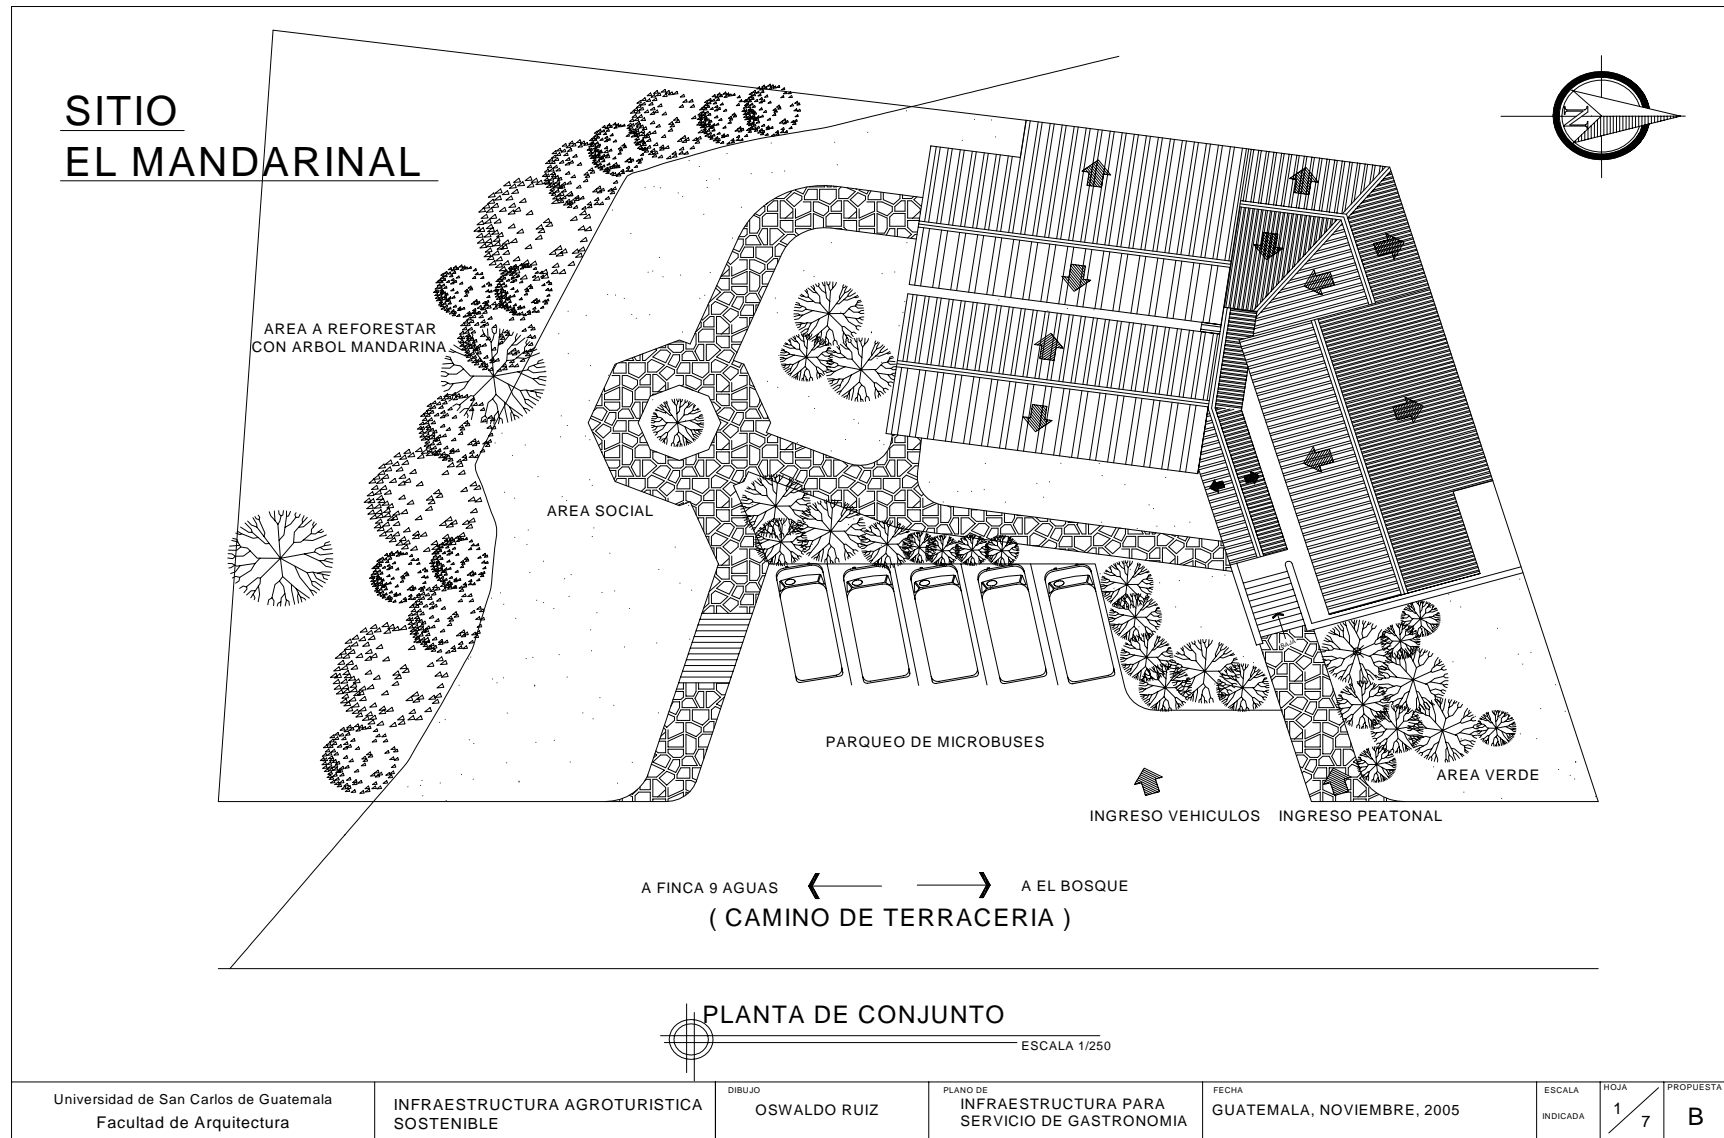 SITIO
EL MANDARINAL
N
AREA A REFORESTAR
CON ARBOL MANDARINA
AREA SOCIAL
PARQUEO DE MICROBUSES
AREA VERDE
INGRESO VEHICULOS
INGRESO PEATONAL
A FINCA 9 AGUAS
A EL BOSQUE
( CAMINO DE TERRACERIA )
PLANTA DE CONJUNTO
ESCALA 1/250
Universidad de San Carlos de Guatemala
Facultad de Arquitectura
INFRAESTRUCTURA AGROTURISTICA
SOSTENIBLE
DIBUJO
OSWALDO RUIZ
PLANO DE
INFRAESTRUCTURA PARA
SERVICIO DE GASTRONOMIA
FECHA
GUATEMALA, NOVIEMBRE, 2005
ESCALA
INDICADA
HOJA
1/7
PROPUESTA
B